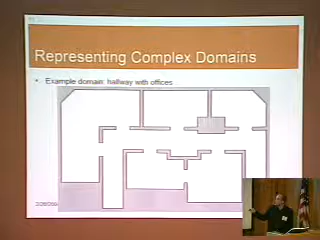 Representing Complex Domains
• Example domain: hallway with offices